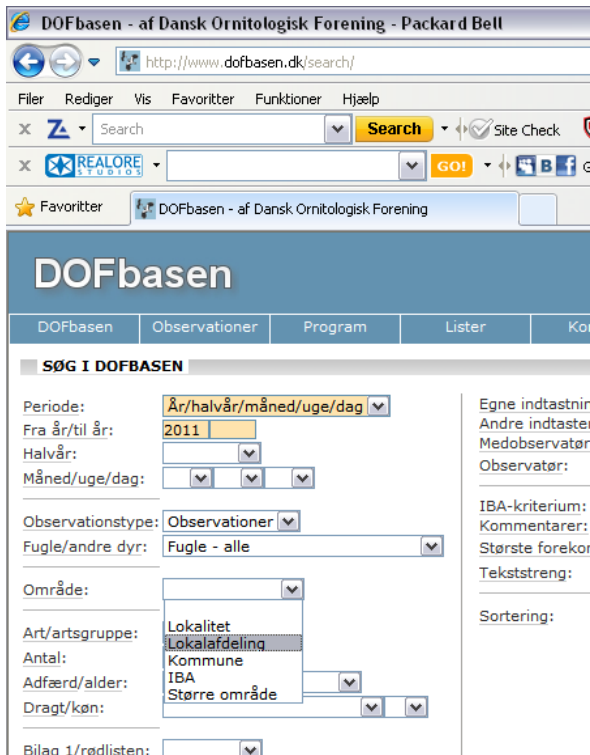 DOFbasen - af Dansk Ornitologisk Forening - Packard Bell
http://www.dofbasen.dk/search/
Filer Rediger Vis Favoritter Funktioner Hjælp
x Z Search Search Site Check
x REALORE STUDIOS GO! B f
Favoritter DOFbasen - af Dansk Ornitologisk Forening
DOFbasen
DOFbasen Observationer Program Lister Kor
SØG I DOFBASEN
Periode: År/halvår/måned/uge/dag
Fra år/til år: 2011
Halvår:
Måned/uge/dag:
Observationstype: Observationer
Fugle/andre dyr: Fugle - alle
Område:
Lokalitet
Lokalafdeling
Kommune
IBA
Større område
Art/artsgruppe:
Antal:
Adfærd/alder:
Dragt/køn:
Bilag 1/rødlisten:
Egne indtastnin
Andre indtaster
Medobservatør
Observatør:
IBA-kriterium:
Kommentarer:
Største forekor
Tekststreng:
Sortering: